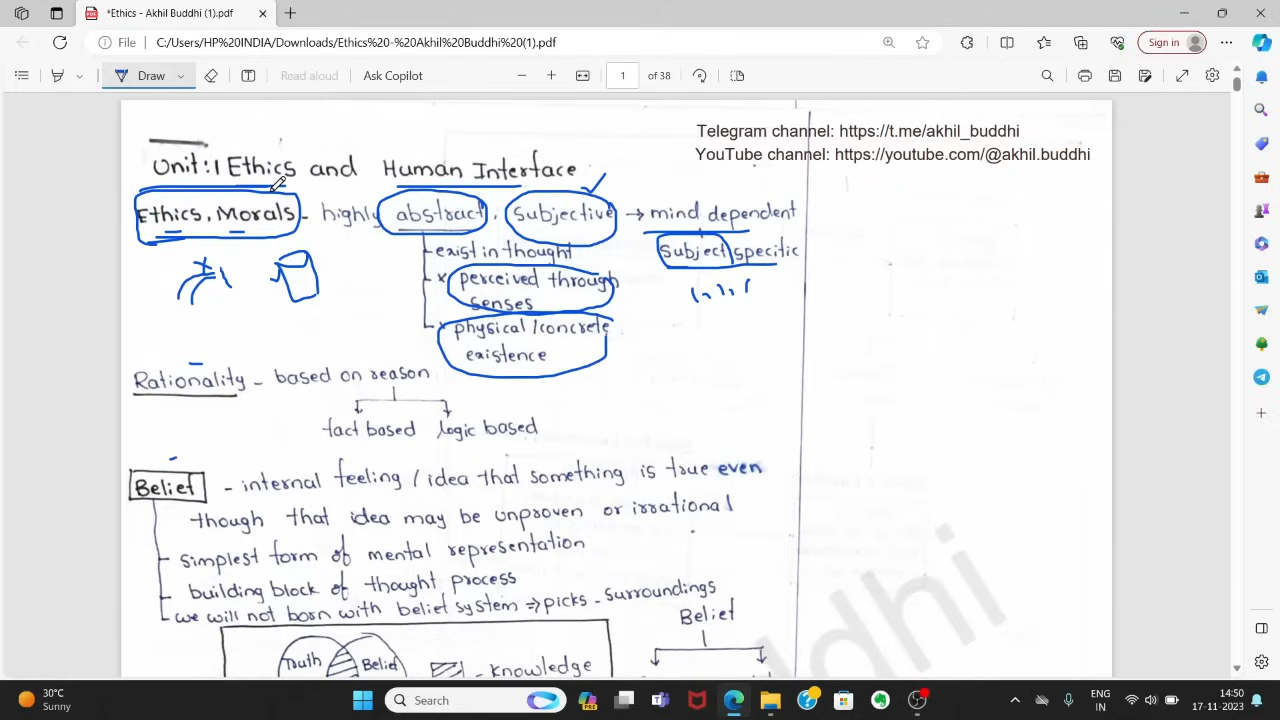 *Ethics - Akhil Buddhi (1).pdf
File C:/Users/HP%20INDIA/Downloads/Ethics%20-%20Akhil%20Buddhi%20(1).pdf
Sign in
Draw Read aloud Ask Copilot 1 of 38
Telegram channel: https://t.me/akhil_buddhi
YouTube channel: https://youtube.com/@akhil.buddhi
Unit:1 Ethics and Human Interface
Ethics, Morals - highly abstract, subjective → mind dependent
exist in thought
subject specific
x perceived through senses
x physical/concrete existence
Rationality - based on reason
fact based logic based
Belief - internal feeling / idea that something is true even
though that idea may be unproven or irrational
- simplest form of mental representation
- building block of thought process
- we will not born with belief system ⇒ picks - surroundings
Belief
Truth Belief - knowledge
ddhi
30°C
Sunny
Search
ENG
IN
14:50
17-11-2023